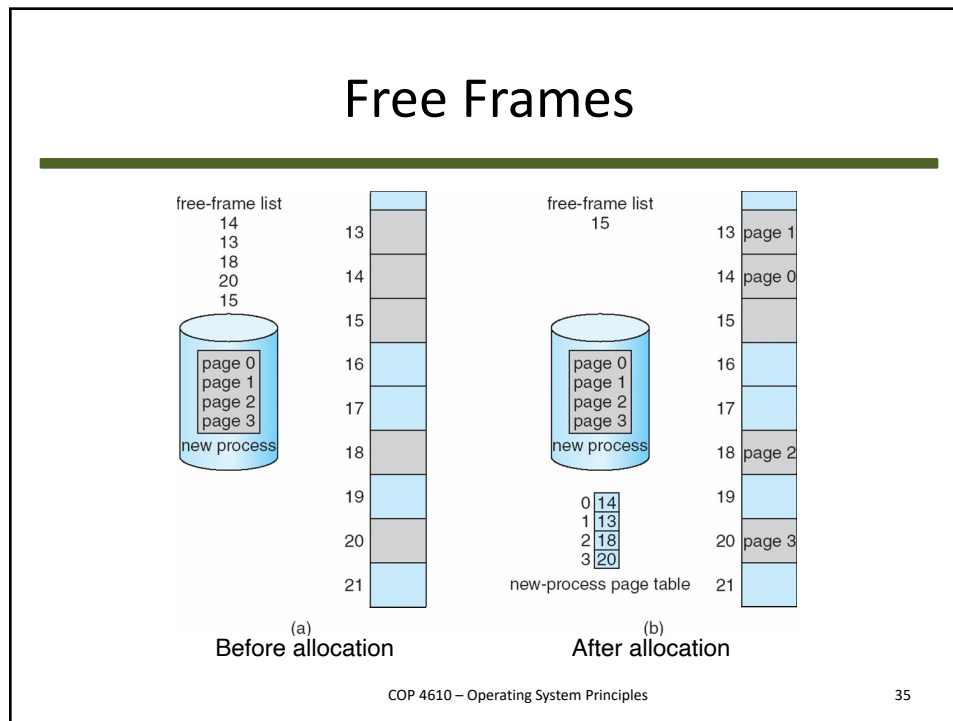 Free Frames
free-frame list
14
13
18
20
15
page 0
page 1
page 2
page 3
new process
13
14
15
16
17
18
19
20
21
(a)
Before allocation
free-frame list
15
page 0
page 1
page 2
page 3
new process
0 14
1 13
2 18
3 20
new-process page table
13 page 1
14 page 0
15
16
17
18 page 2
19
20 page 3
21
(b)
After allocation
COP 4610 – Operating System Principles
35